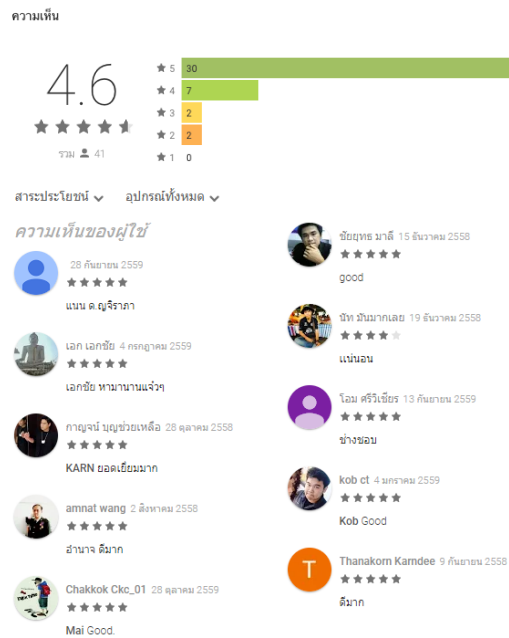 ความเห็น
4.6
รวม 41
5 30
4 7
3 2
2 2
1 0
สาระประโยชน์
อุปกรณ์ทั้งหมด
ความเห็นของผู้ใช้
28 กันยายน 2559
แนน ด.ญจิราภา
เอก เอกชัย 4 กรกฎาคม 2559
เอกชัย หามานานแจ๋วๆ
กาญจน์ บุญช่วยเหลือ 28 ตุลาคม 2558
KARN ยอดเยี่ยมมาก
amnat wang 2 สิงหาคม 2558
อำนาจ ดีมาก
Chakkok Ckc_01 28 ตุลาคม 2559
Mai Good.
ชัยยุทธ มาลี 15 ธันวาคม 2558
good
นัท มันมากเลย 19 ธันวาคม 2558
แน่นอน
โอม ศรีวิเชียร 13 กันยายน 2559
ช่างชอบ
kob ct 4 มกราคม 2559
Kob Good
T
Thanakorn Kamdee 9 กันยายน 2558
ดีมาก